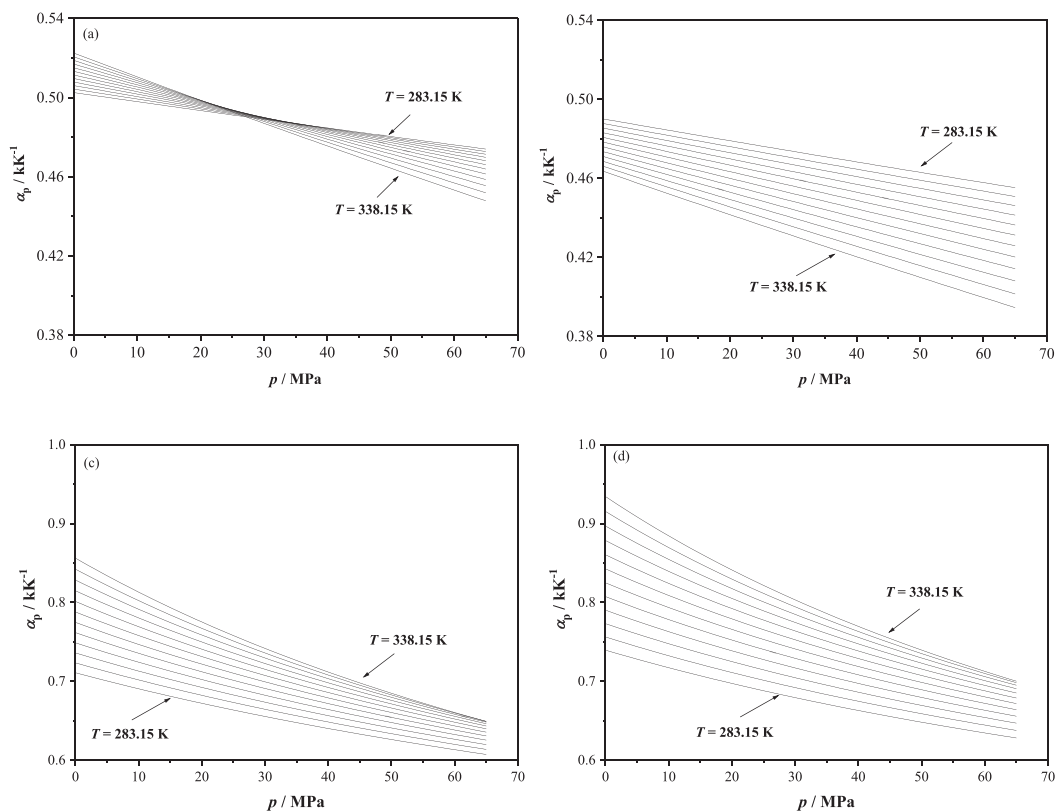 (a)
0.54
0.50
0.46
0.42
0.38
αp / kK-1
T = 283.15 K
T = 338.15 K
0 10 20 30 40 50 60 70
p / MPa
0.54
0.50
0.46
0.42
0.38
αp / kK-1
T = 283.15 K
T = 338.15 K
0 10 20 30 40 50 60 70
p / MPa
(c)
1.0
0.9
0.8
0.7
0.6
αp / kK-1
T = 338.15 K
T = 283.15 K
0 10 20 30 40 50 60 70
p / MPa
(d)
1.0
0.9
0.8
0.7
0.6
αp / kK-1
T = 338.15 K
T = 283.15 K
0 10 20 30 40 50 60 70
p / MPa